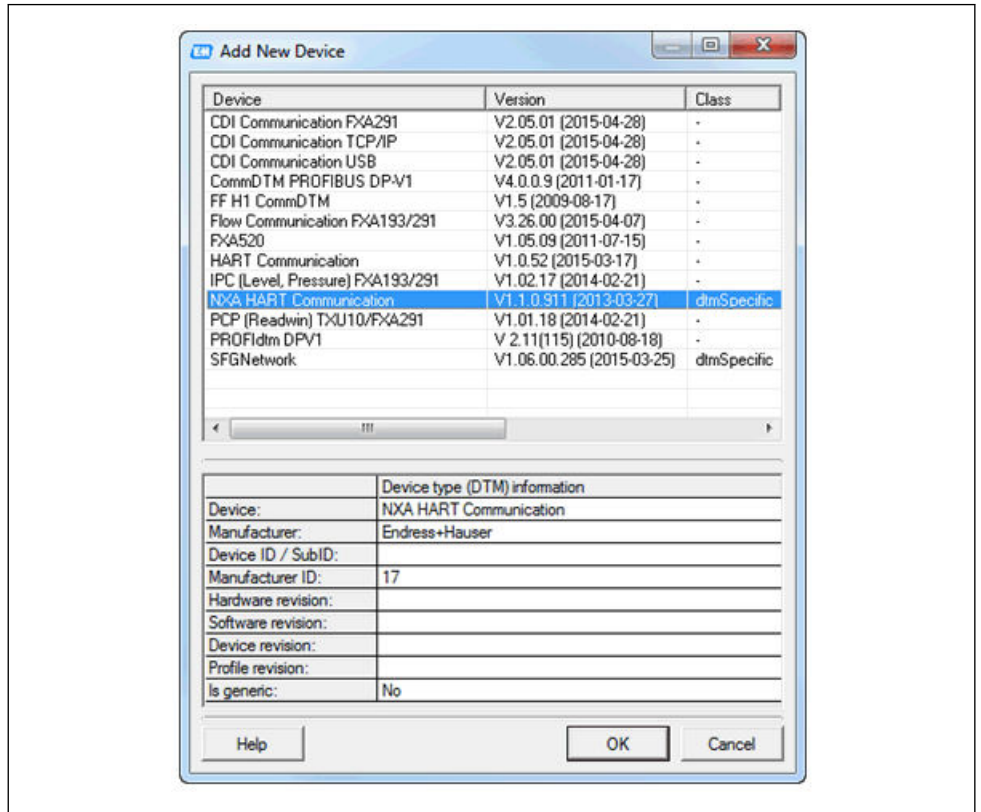 Add New Device
Device Version Class
CDI Communication FXA291 V2.05.01 (2015-04-28) -
CDI Communication TCP/IP V2.05.01 (2015-04-28) -
CDI Communication USB V2.05.01 (2015-04-28) -
CommDTM PROFIBUS DP-V1 V4.0.0.9 (2011-01-17) -
FF H1 CommDTM V1.5 (2009-08-17) -
Flow Communication FXA193/291 V3.26.00 (2015-04-07) -
FXA520 V1.05.09 (2011-07-15) -
HART Communication V1.0.52 (2015-03-17) -
IPC (Level, Pressure) FXA193/291 V1.02.17 (2014-02-21) -
NXA HART Communication V1.1.0.911 (2013-03-27) dtmSpecific
PCP (Readwin) TXU10/FXA291 V1.01.18 (2014-02-21) -
PROFIdtm DPV1 V 2.11(115) (2010-08-18) -
SFGNetwork V1.06.00.285 (2015-03-25) dtmSpecific
Device type (DTM) information
Device: NXA HART Communication
Manufacturer: Endress+Hauser
Device ID / SubID:
Manufacturer ID: 17
Hardware revision:
Software revision:
Device revision:
Profile revision:
Is generic: No
Help OK Cancel